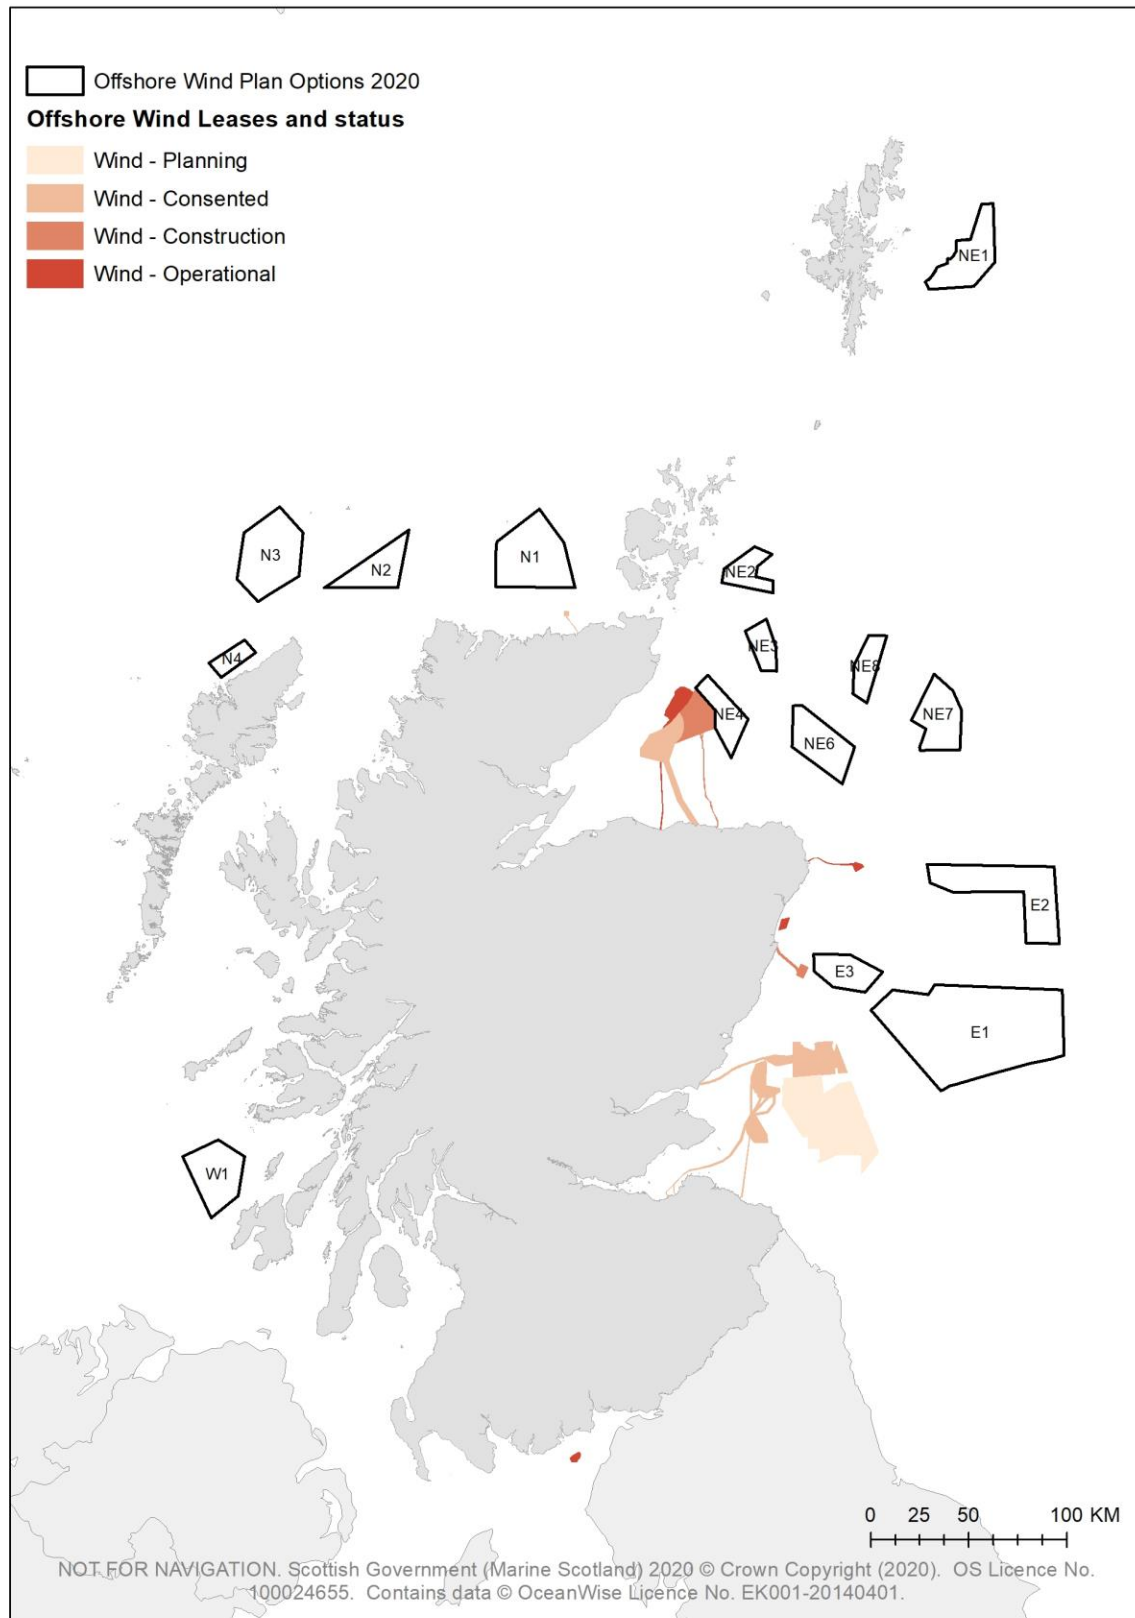 Offshore Wind Plan Options 2020
Offshore Wind Leases and status
Wind - Planning
Wind - Consented
Wind - Construction
Wind - Operational
NE1
N3
N2
N1
NE2
N4
NE3
NE8
NE4
NE7
NE6
E2
E3
E1
W1
0 25 50 100 KM
NOT FOR NAVIGATION. Scottish Government (Marine Scotland) 2020 © Crown Copyright (2020). OS Licence No.
100024655. Contains data © OceanWise Licence No. EK001-20140401.